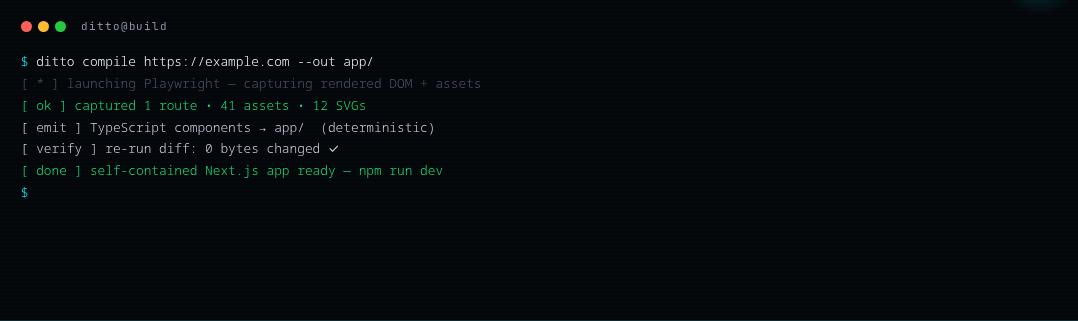 ditto@build
$ ditto compile https://example.com --out app/
[ * ] launching Playwright — capturing rendered DOM + assets
[ ok ] captured 1 route • 41 assets • 12 SVGs
[ emit ] TypeScript components → app/  (deterministic)
[ verify ] re-run diff: 0 bytes changed ✓
[ done ] self-contained Next.js app ready — npm run dev
$